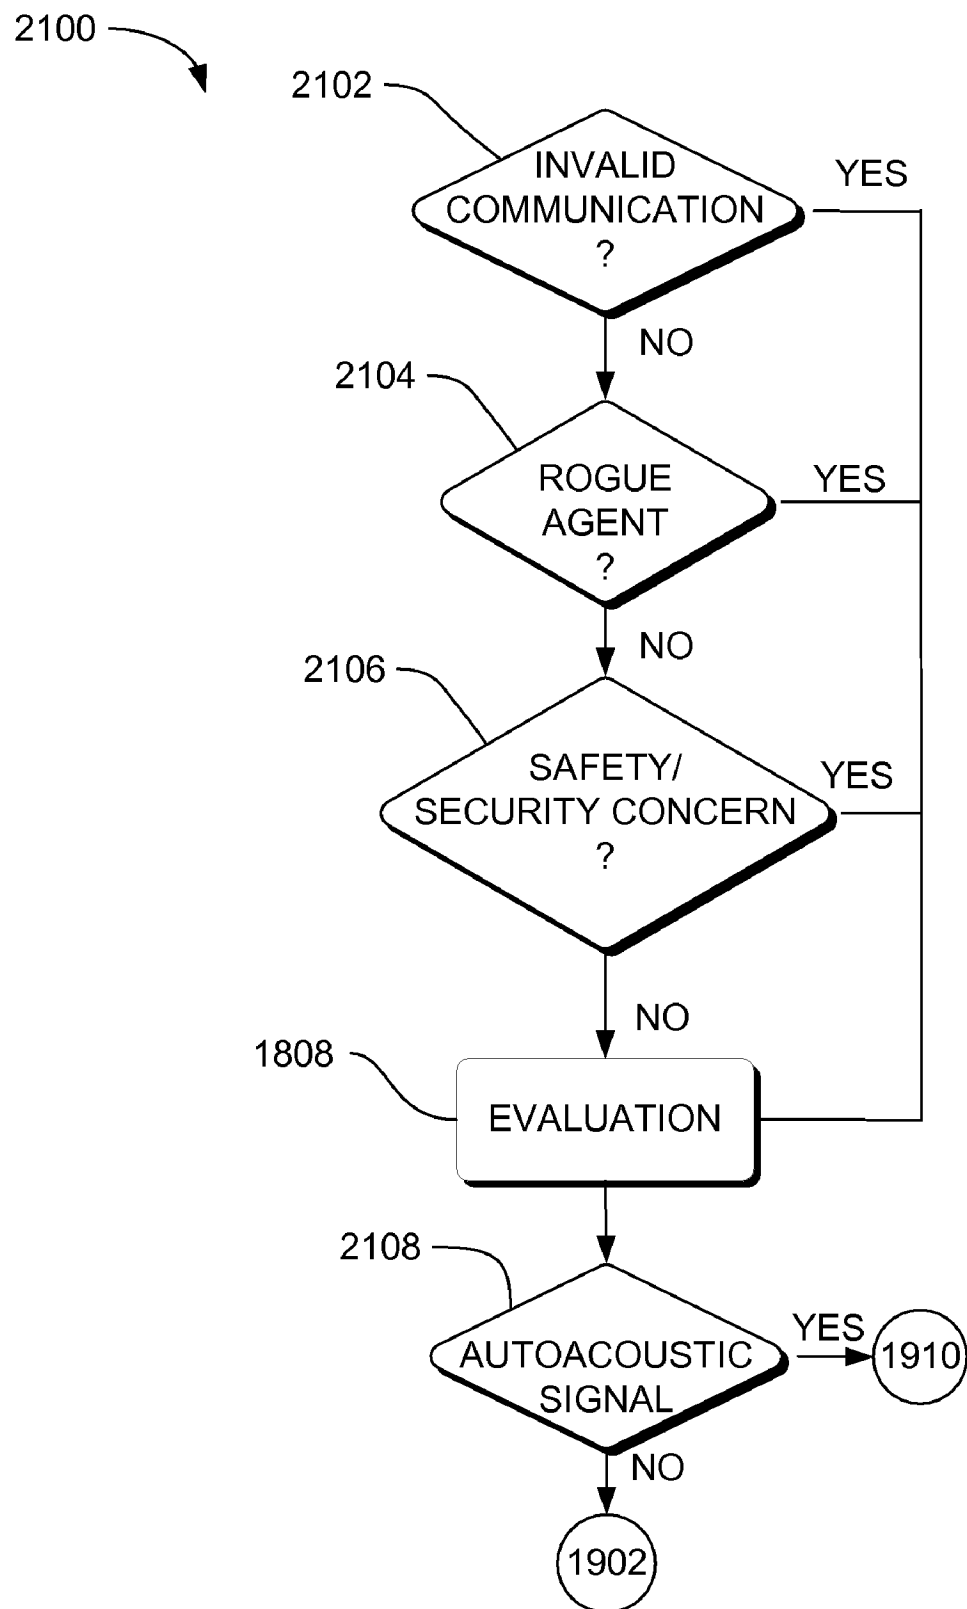 2100
2102
INVALID
COMMUNICATION
?
YES
NO
2104
ROGUE
AGENT
?
YES
NO
2106
SAFETY/
SECURITY CONCERN
?
YES
NO
1808
EVALUATION
2108
AUTOACOUSTIC
SIGNAL
YES
1910
NO
1902